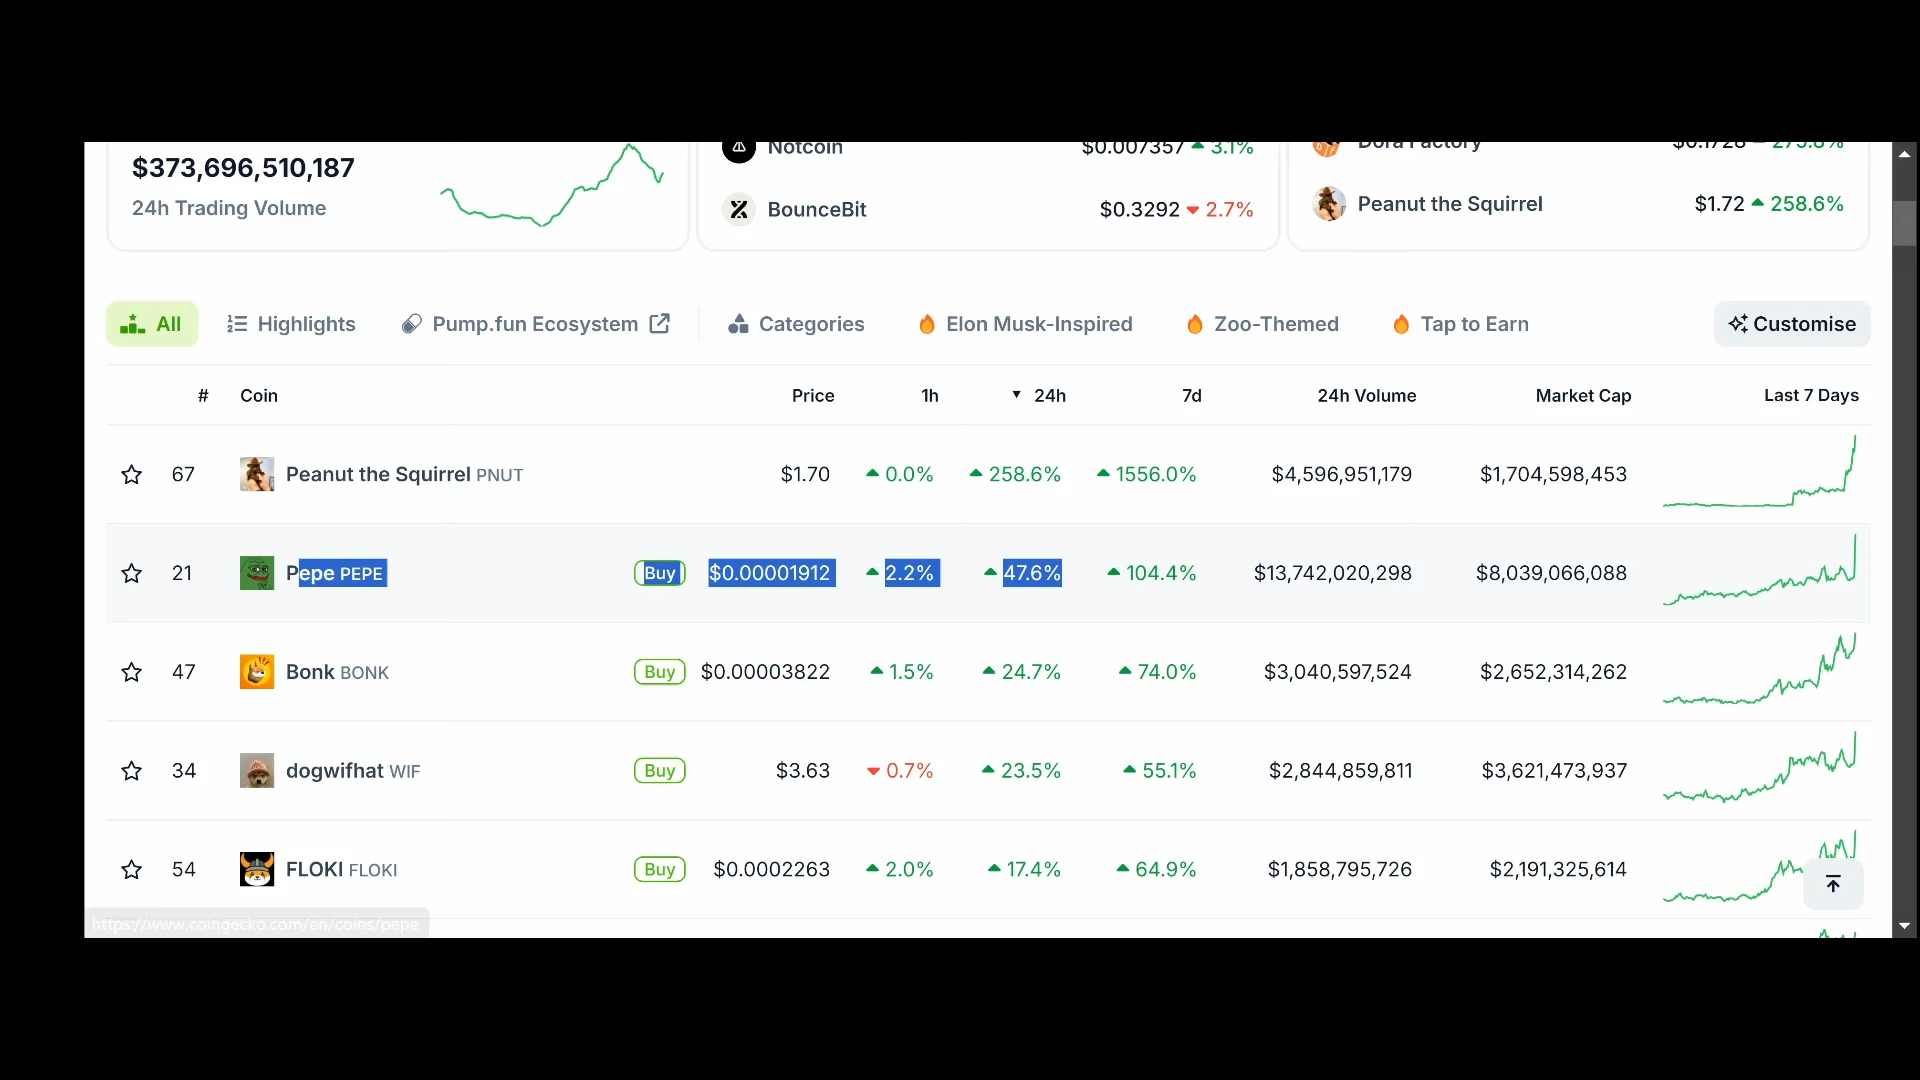 $373,696,510,187
24h Trading Volume
Notcoin $0.007357 3.1%
BounceBit $0.3292 2.7%
Dora Factory $0.1728 275.8%
Peanut the Squirrel $1.72 258.6%
All Highlights Pump.fun Ecosystem Categories Elon Musk-Inspired Zoo-Themed Tap to Earn Customise
# Coin Price 1h 24h 7d 24h Volume Market Cap Last 7 Days
67 Peanut the Squirrel PNUT $1.70 0.0% 258.6% 1556.0% $4,596,951,179 $1,704,598,453
21 Pepe PEPE Buy $0.00001912 2.2% 47.6% 104.4% $13,742,020,298 $8,039,066,088
47 Bonk BONK Buy $0.00003822 1.5% 24.7% 74.0% $3,040,597,524 $2,652,314,262
34 dogwifhat WIF Buy $3.63 0.7% 23.5% 55.1% $2,844,859,811 $3,621,473,937
54 FLOKI FLOKI Buy $0.0002263 2.0% 17.4% 64.9% $1,858,795,726 $2,191,325,614
https://www.coingecko.com/en/coins/pepe